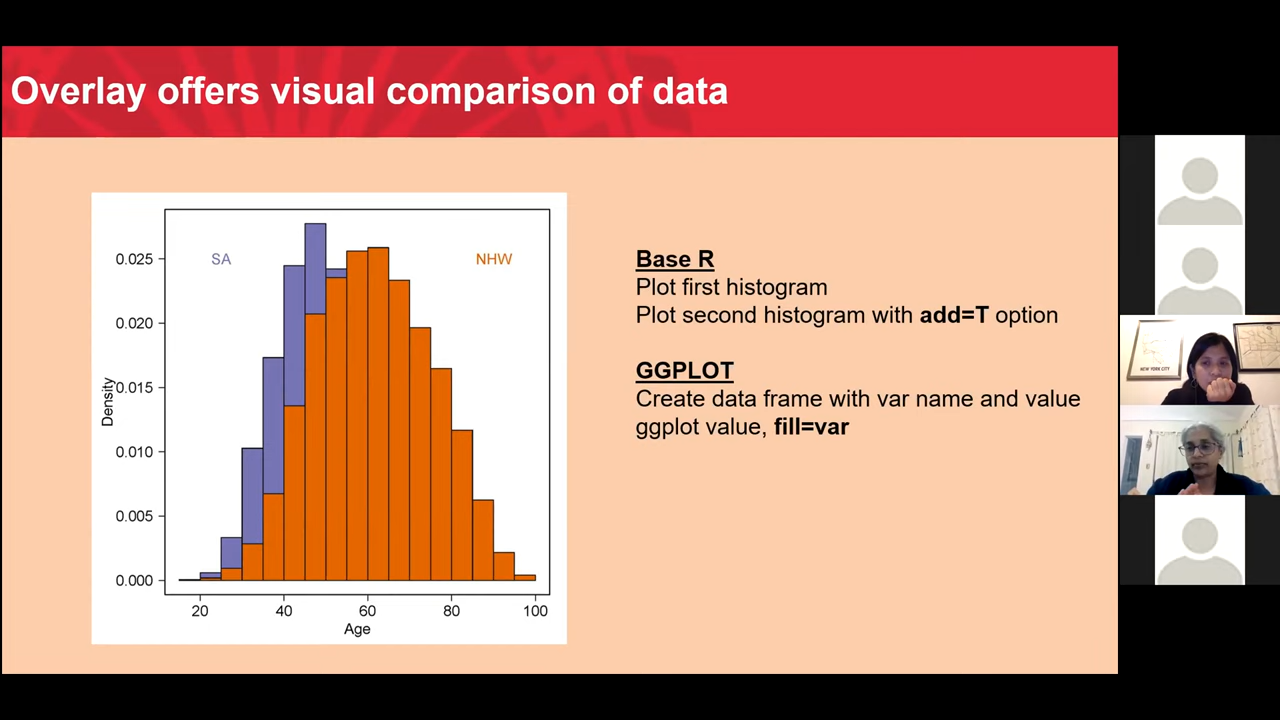 Overlay offers visual comparison of data
SA
NHW
0.025
0.020
0.015
0.010
0.005
0.000
Density
20 40 60 80 100
Age
Base R
Plot first histogram
Plot second histogram with add=T option
GGPLOT
Create data frame with var name and value
ggplot value, fill=var
NEW YORK CITY